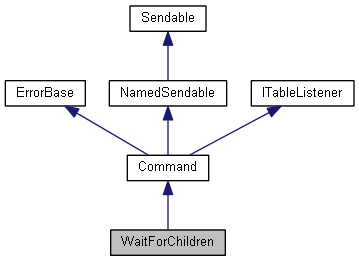 Sendable
ErrorBase
NamedSendable
ITableListener
Command
WaitForChildren